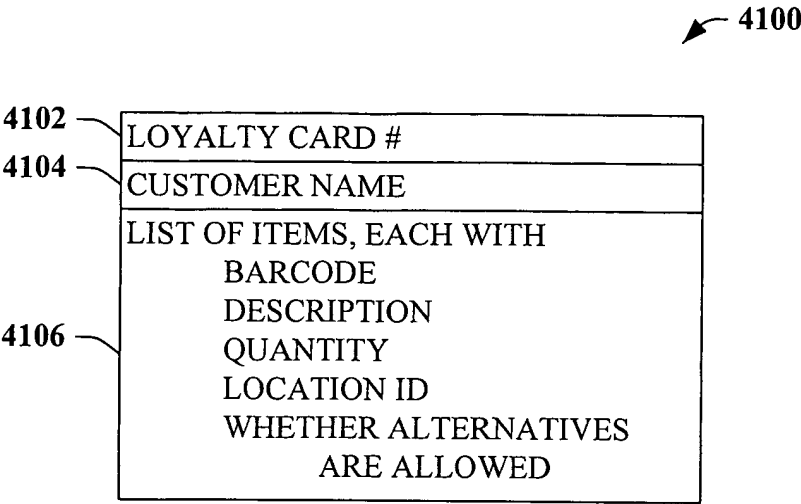 4100
4102
LOYALTY CARD #
4104
CUSTOMER NAME
LIST OF ITEMS, EACH WITH
BARCODE
DESCRIPTION
4106
QUANTITY
LOCATION ID
WHETHER ALTERNATIVES
ARE ALLOWED